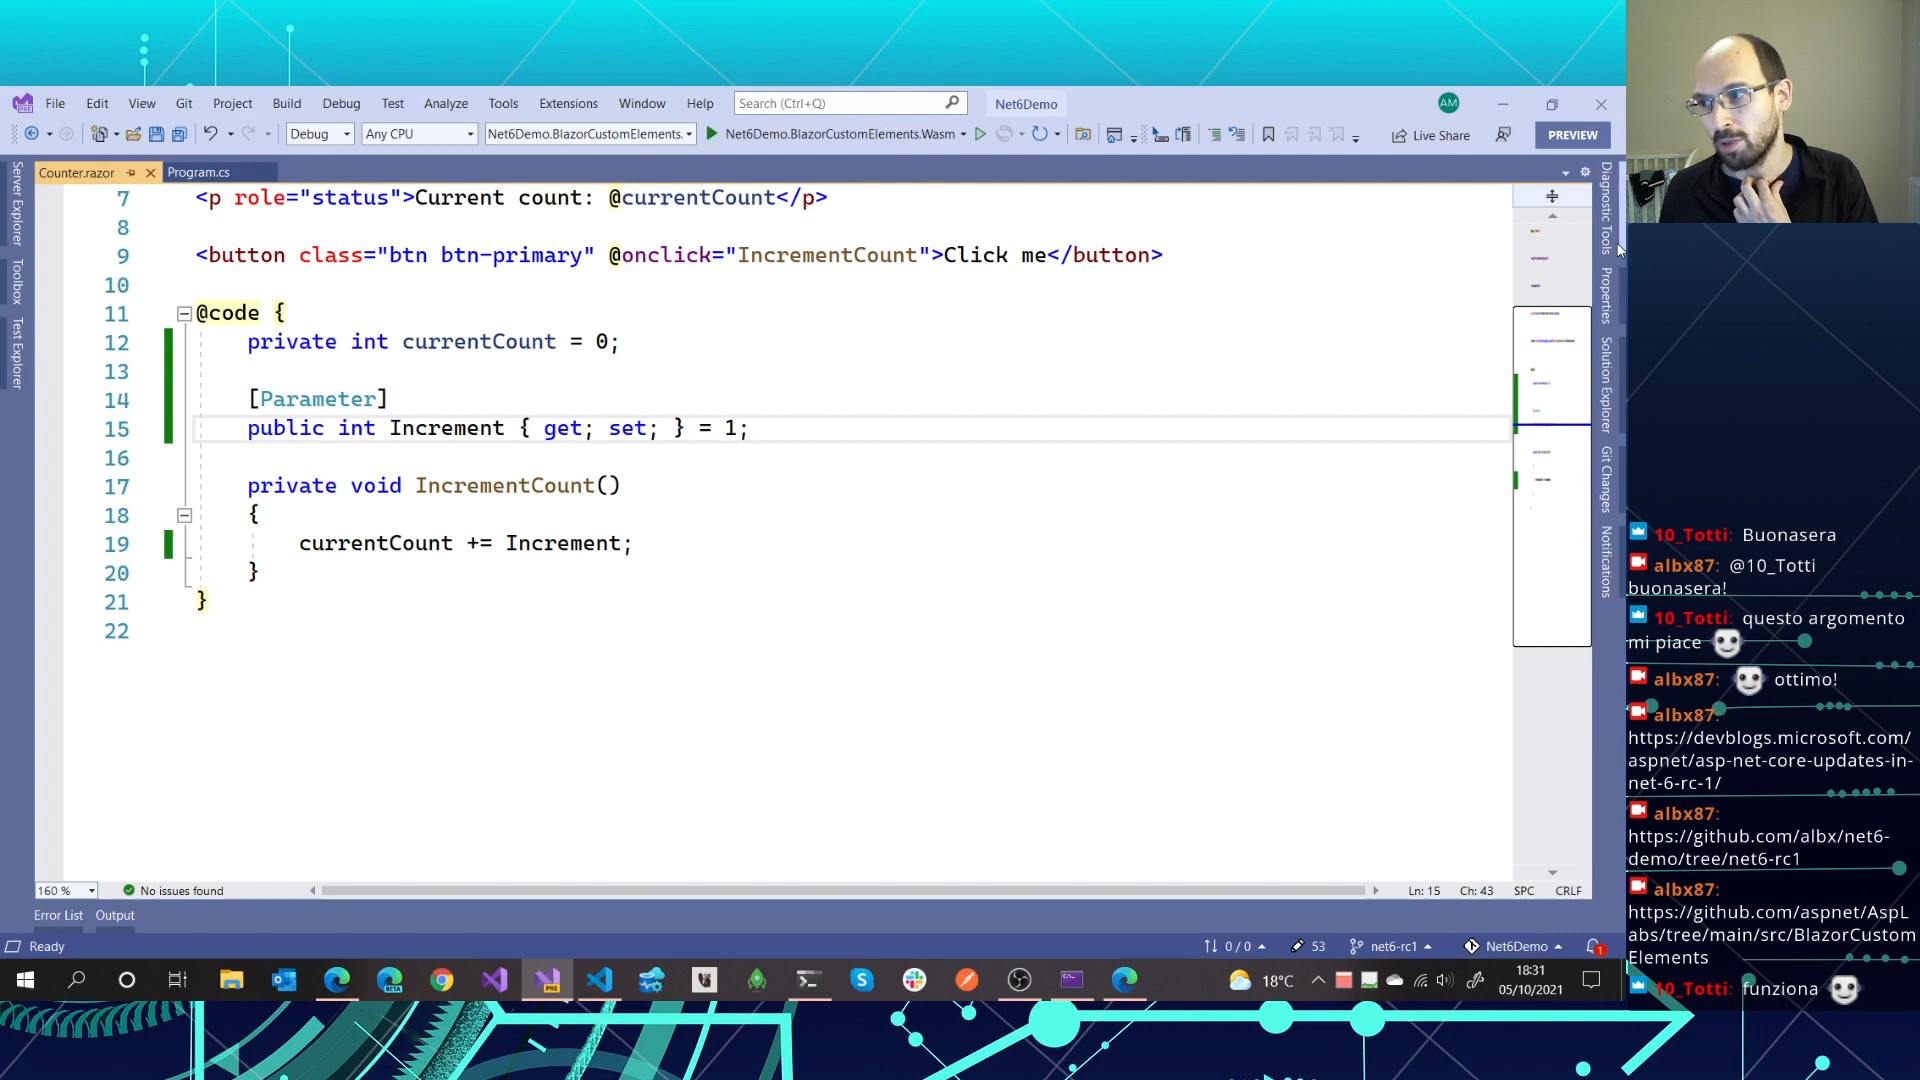 File Edit View Git Project Build Debug Test Analyze Tools Extensions Window Help Search (Ctrl+Q) Net6Demo AM
Debug Any CPU Net6Demo.BlazorCustomElements. Net6Demo.BlazorCustomElements.Wasm Live Share PREVIEW
Counter.razor Program.cs
Server Explorer
Toolbox
Test Explorer
7 <p role="status">Current count: @currentCount</p>
8
9 <button class="btn btn-primary" @onclick="IncrementCount">Click me</button>
10
11 @code {
12 private int currentCount = 0;
13
14 [Parameter]
15 public int Increment { get; set; } = 1;
16
17 private void IncrementCount()
18 {
19 currentCount += Increment;
20 }
21 }
22
Diagnostic Tools
Properties
Solution Explorer
Git Changes
Notifications
160 % No issues found Ln: 15 Ch: 43 SPC CRLF
Error List Output
Ready 0 / 0 53 net6-rc1 Net6Demo 1
BETA PRE 18°C 18:31
05/10/2021
10_Totti: Buonasera
albx87: @10_Totti
buonasera!
10_Totti: questo argomento
mi piace
albx87: ottimo!
albx87:
https://devblogs.microsoft.com/
aspnet/asp-net-core-updates-in-
net-6-rc-1/
albx87:
https://github.com/albx/net6-
demo/tree/net6-rc1
albx87:
https://github.com/aspnet/AspL
abs/tree/main/src/BlazorCustom
Elements
10_Totti: funziona